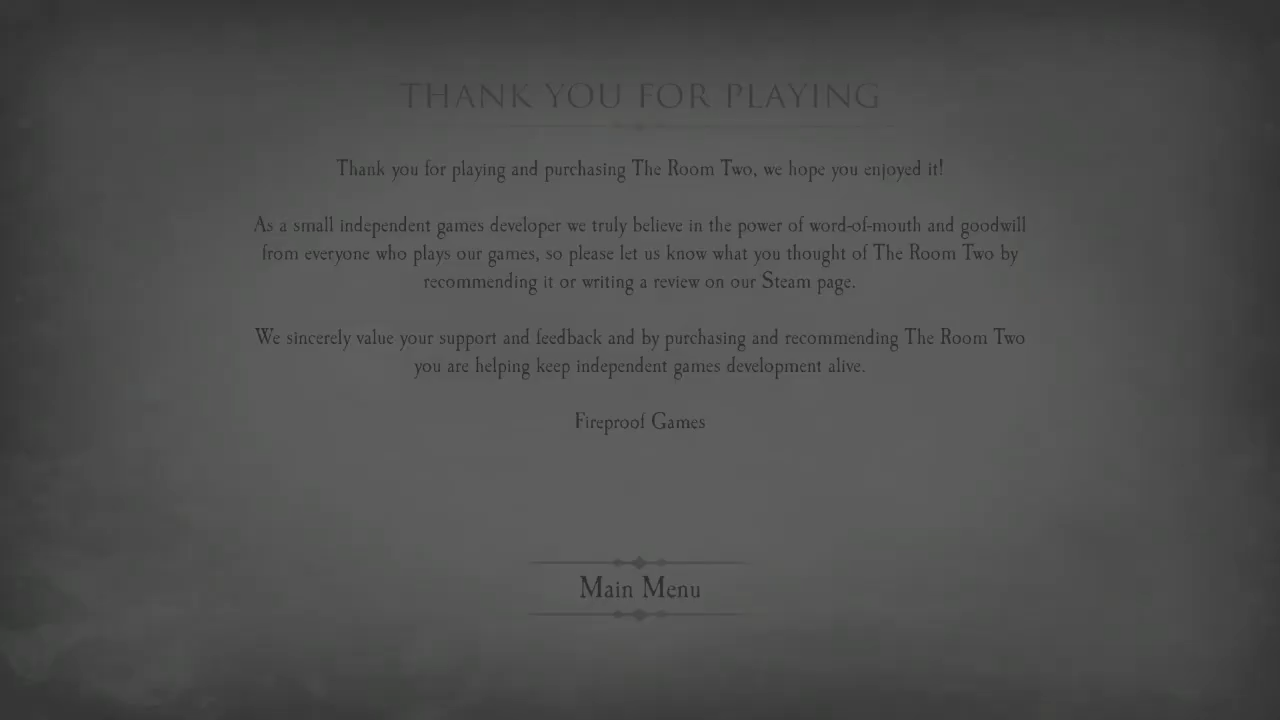 THANK YOU FOR PLAYING
Thank you for playing and purchasing The Room Two, we hope you enjoyed it!
As a small independent games developer we truly believe in the power of word-of-mouth and goodwill
from everyone who plays our games, so please let us know what you thought of The Room Two by
recommending it or writing a review on our Steam page.
We sincerely value your support and feedback and by purchasing and recommending The Room Two
you are helping keep independent games development alive.
Fireproof Games
Main Menu